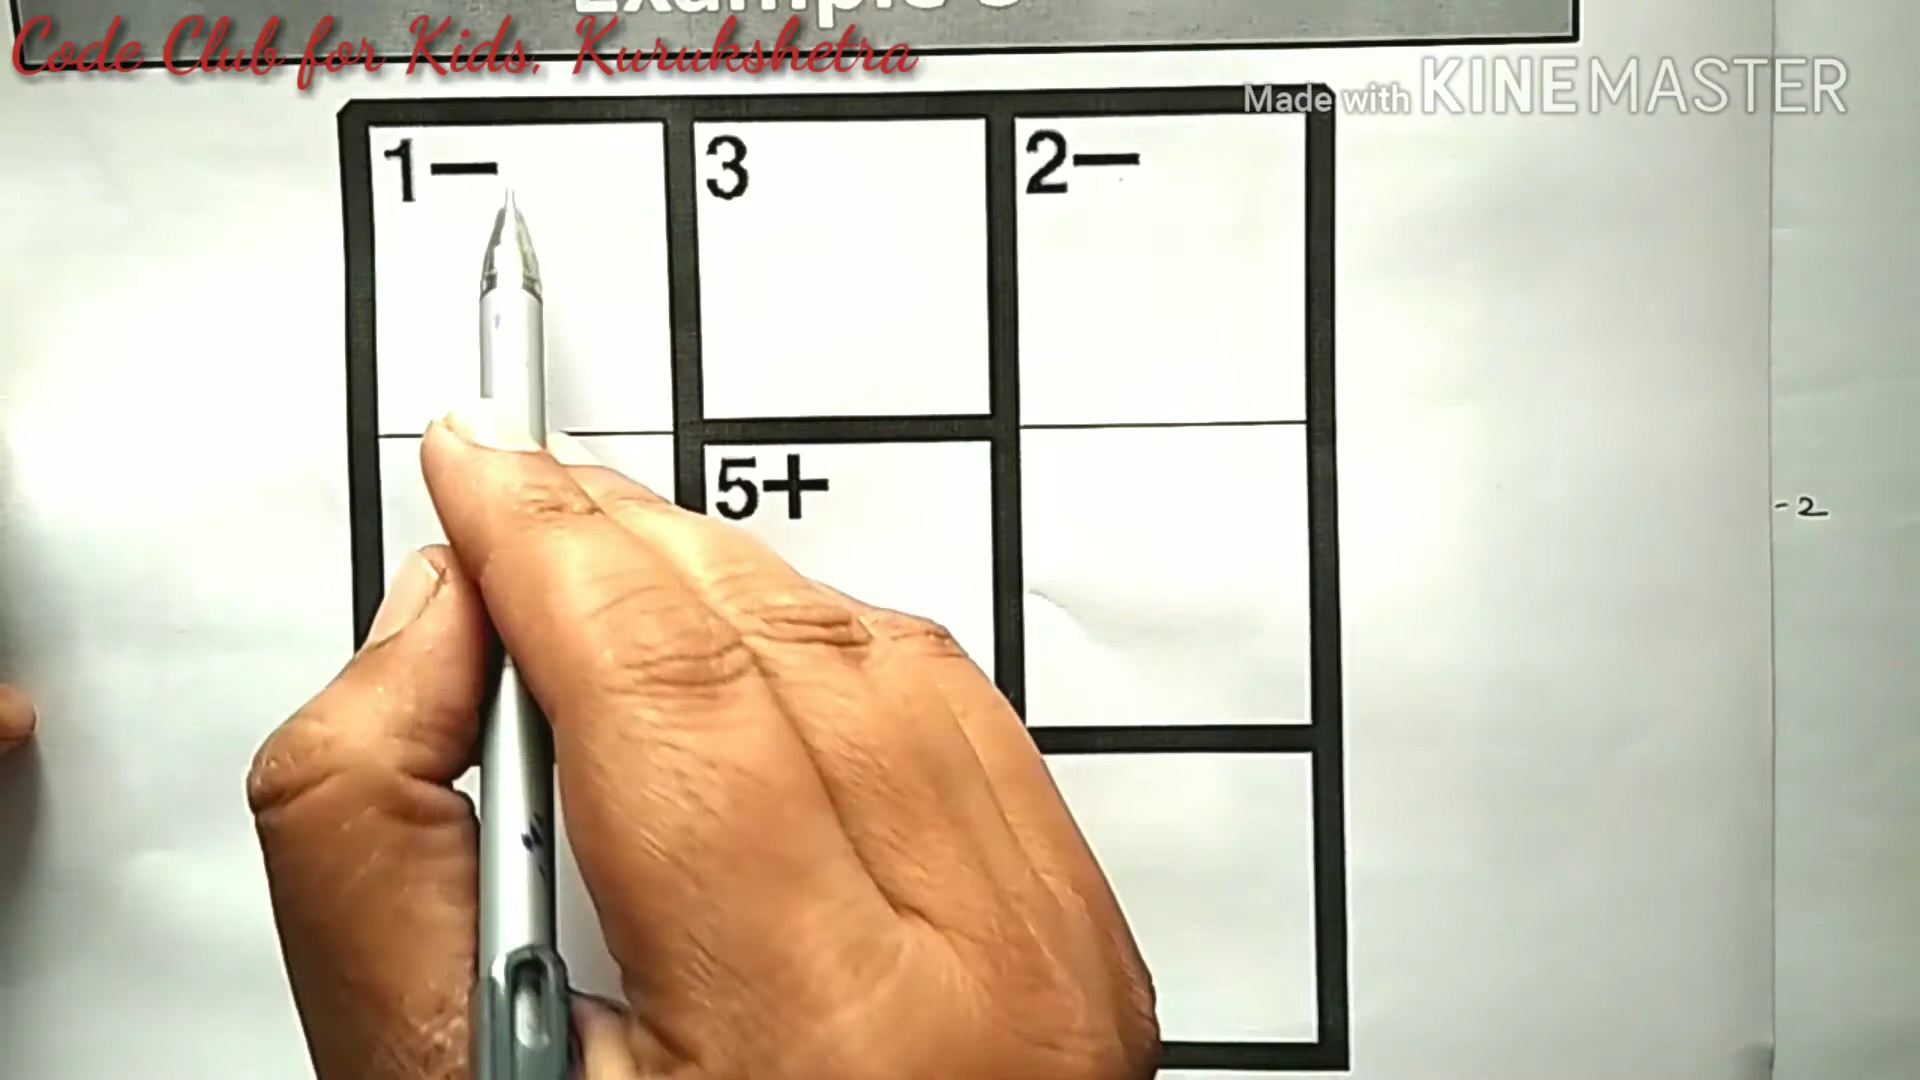 Code Club for Kids, Kurukshetra
Made with KINEMASTER
1−
3
2−
5+
-2